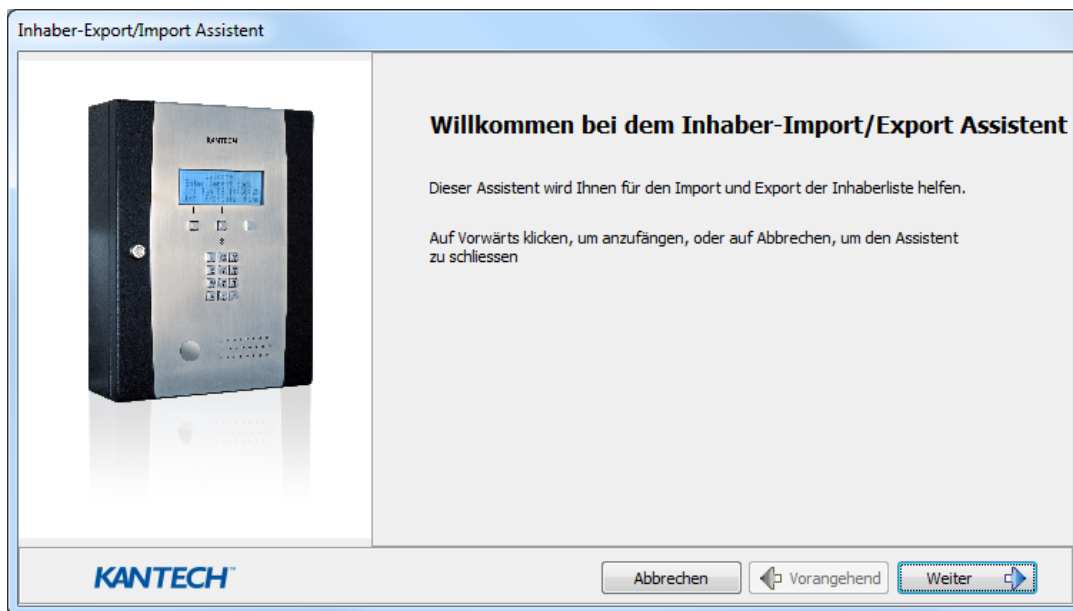 Inhaber-Export/Import Assistent
KANTECH
Willkommen bei dem Inhaber-Import/Export Assistent
Dieser Assistent wird Ihnen für den Import und Export der Inhaberliste helfen.
Auf Vorwärts klicken, um anzufangen, oder auf Abbrechen, um den Assistent
zu schliessen
KANTECH™
Abbrechen
Vorangehend
Weiter